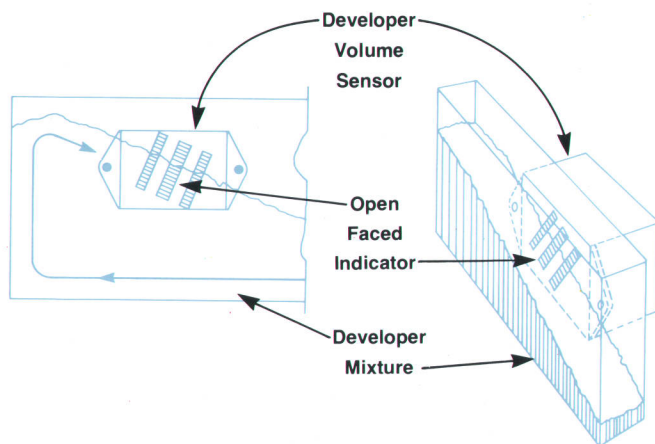 Developer
Volume
Sensor
Open
Faced
Indicator
Developer
Mixture